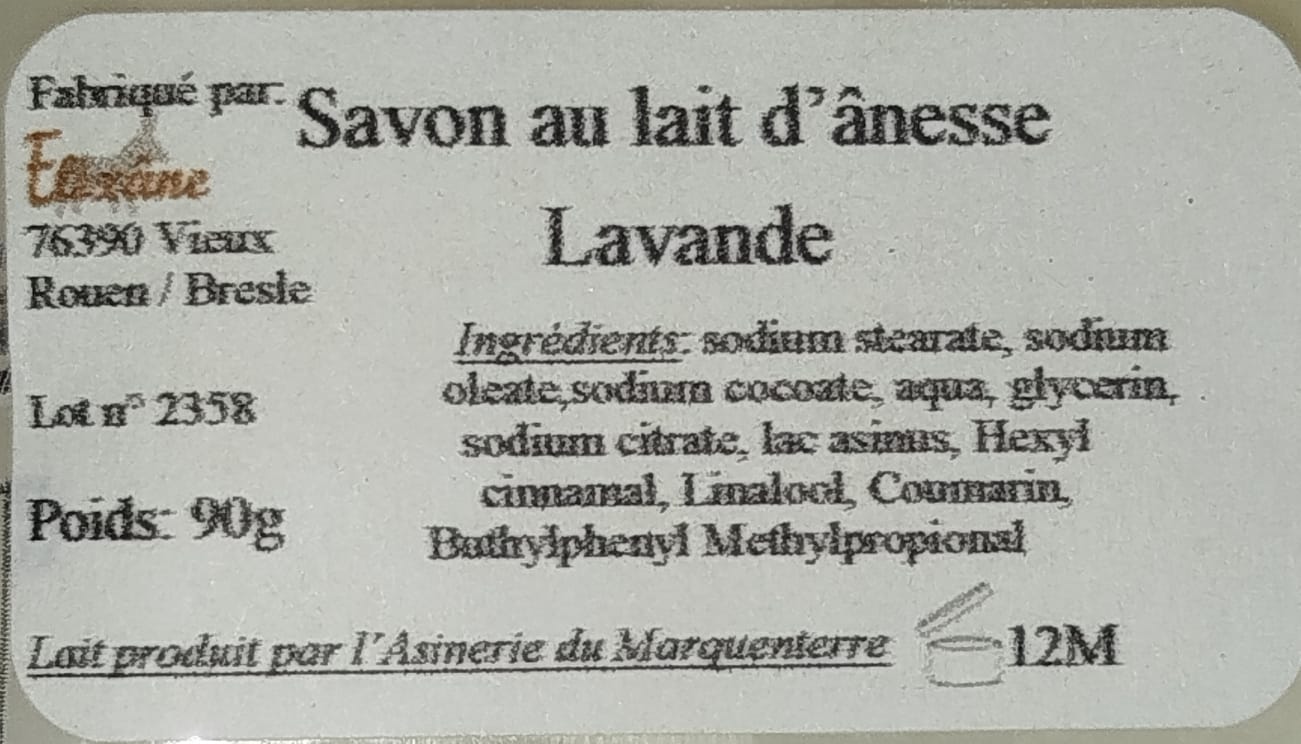 Fabriqué par:
76390 Vieux
Rouen / Bresle
Lot n° 2358
Poids: 90g
Savon au lait d'ânesse
Lavande
Ingrédients: sodium stearate, sodium
oleate,sodium cocoate, aqua, glycerin,
sodium citrate, lac asinus, Hexyl
cinnamal, Linalool, Coumarin,
Buthylphenyl Methylpropional
Lait produit par l'Asinerie du Marquenterre
12M